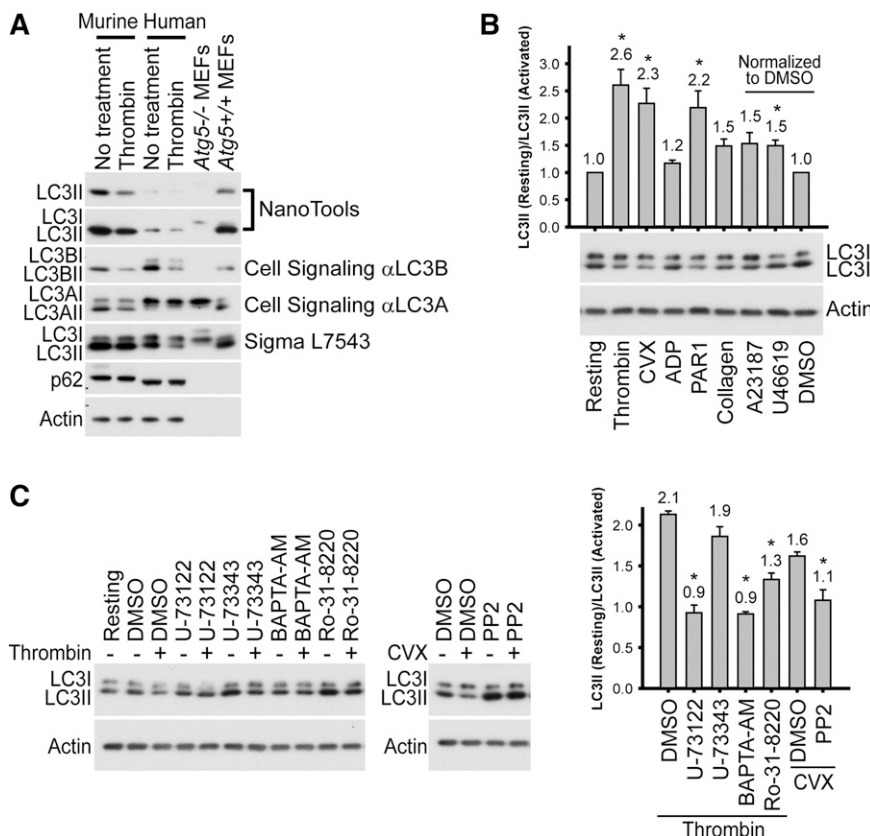 A
Murine Human
No treatment
Thrombin
No treatment
Thrombin
Atg5-/- MEFs
Atg5+/+ MEFs
LC3II
LC3I
LC3II
NanoTools
LC3BI
LC3BII
Cell Signaling αLC3B
LC3AI
LC3AII
Cell Signaling αLC3A
LC3I
LC3II
Sigma L7543
p62
Actin
B
LC3II (Resting)/LC3II (Activated)
3.0
2.5
2.0
1.5
1.0
0.5
0.0
Normalized
to DMSO
1.0
*
2.6
*
2.3
1.2
*
2.2
1.5
1.5
*
1.5
1.0
LC3I
LC3I
Actin
Resting
Thrombin
CVX
ADP
PAR1
Collagen
A23187
U46619
DMSO
C
Resting
DMSO
DMSO
U-73122
U-73122
U-73343
U-73343
BAPTA-AM
BAPTA-AM
Ro-31-8220
Ro-31-8220
Thrombin - - + - + - + - + - +
LC3I
LC3II
Actin
DMSO
DMSO
PP2
PP2
CVX - + - +
LC3I
LC3II
Actin
LC3II (Resting)/LC3II (Activated)
2.0
1.5
1.0
0.5
0.0
2.1
*
0.9
1.9
*
0.9
*
1.3
1.6
*
1.1
DMSO
U-73122
U-73343
BAPTA-AM
Ro-31-8220
DMSO
PP2
CVX
Thrombin